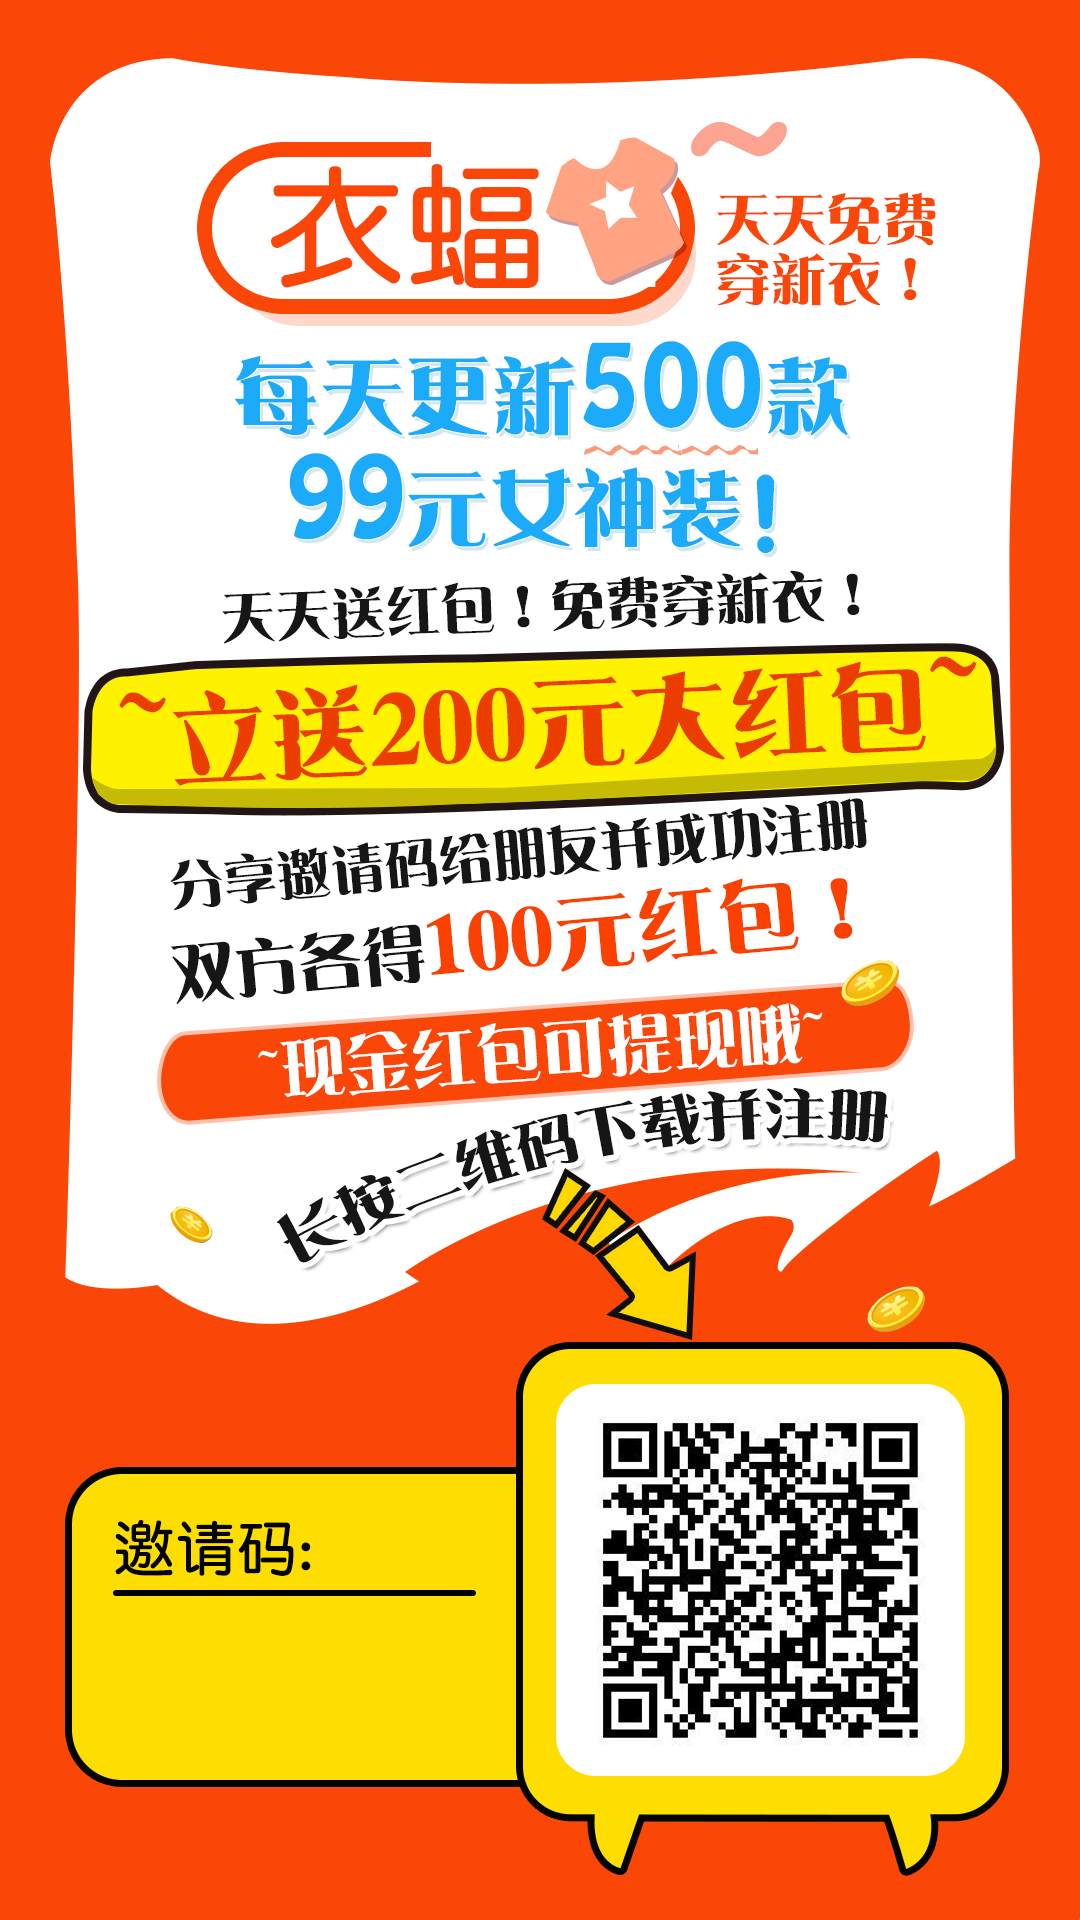 衣蝠
天天免费
穿新衣！
每天更新500款
99元女神装！
天天送红包！免费穿新衣！
~立送200元大红包~
分享邀请码给朋友并成功注册
双方各得100元红包！
~现金红包可提现哦~
长按二维码下载并注册
邀请码: